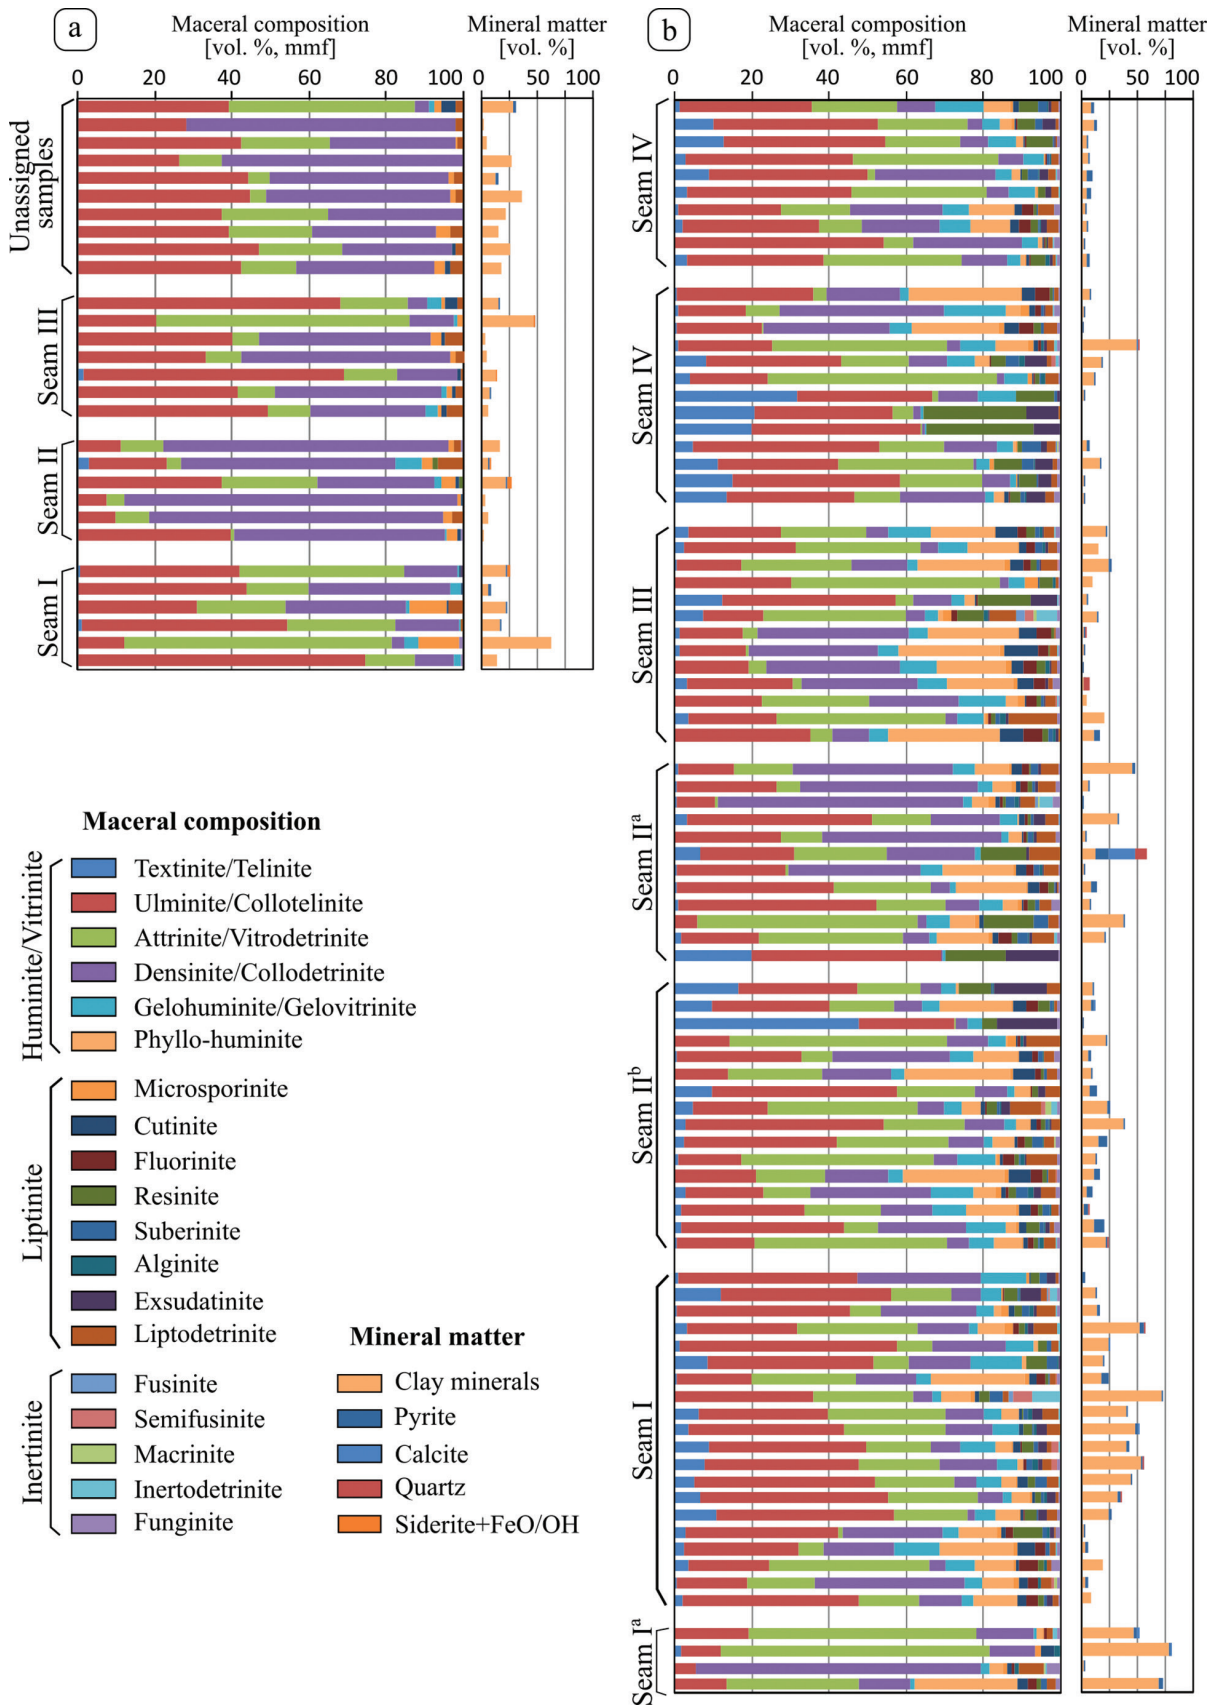 a
Maceral composition
[vol. %, mmf]
Mineral matter
[vol. %]
0 20 40 60 80 100
0 50 100
Unassigned
samples
Seam III
Seam II
Seam I
b
Maceral composition
[vol. %, mmf]
Mineral matter
[vol. %]
0 20 40 60 80 100
0 50 100
Seam IV
Seam IV
Seam III
Seam IIa
Seam IIb
Seam I
Seam Ia
Maceral composition
Huminite/Vitrinite
Textinite/Telinite
Ulminite/Collotelinite
Attrinite/Vitrodetrinite
Densinite/Collodetrinite
Gelohuminite/Gelovitrinite
Phyllo-huminite
Liptinite
Microsporinite
Cutinite
Fluorinite
Resinite
Suberinite
Alginite
Exsudatinite
Liptodetrinite
Inertinite
Fusinite
Semifusinite
Macrinite
Inertodetrinite
Funginite
Mineral matter
Clay minerals
Pyrite
Calcite
Quartz
Siderite+FeO/OH